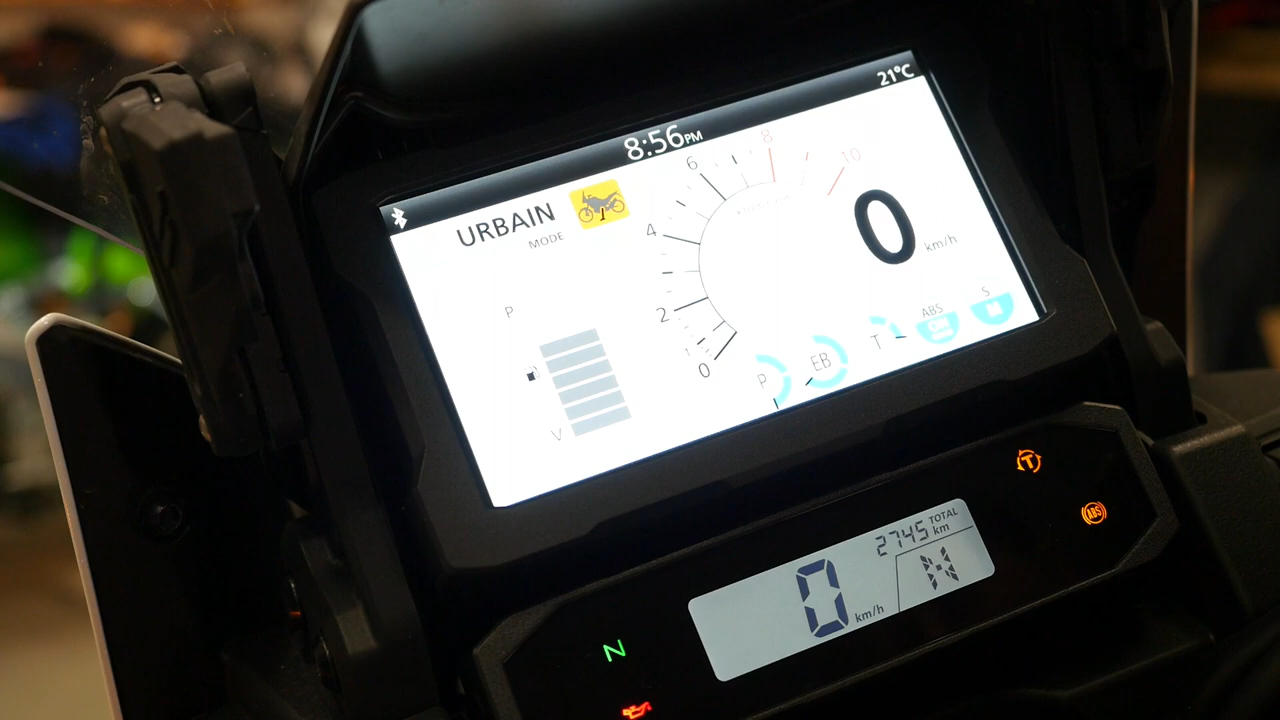 21°C
8:56PM
URBAIN
MODE
0
km/h
0
2
4
6
8
10
P
V
P
EB
T
ABS
S
2745 TOTAL km
0 km/h
N
N
T
ABS